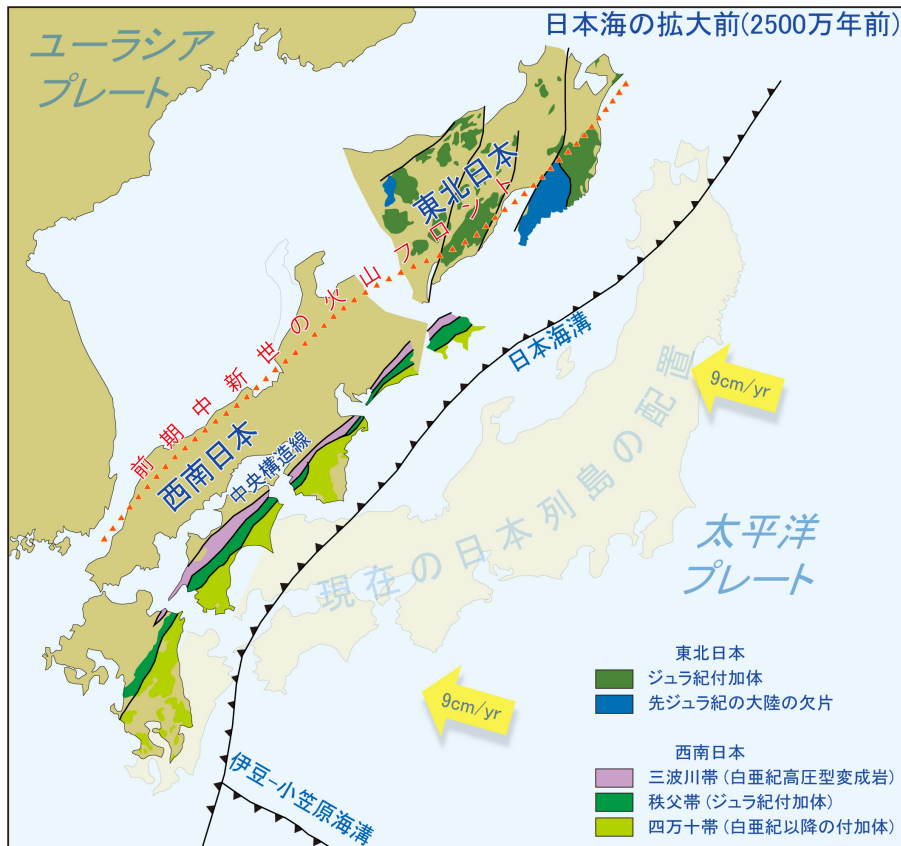 日本海の拡大前(2500万年前)
ユーラシア
プレート
東北日本
前期中新世の火山フロント
日本海溝
9cm/yr
西南日本
中央構造線
現在の日本列島の配置
太平洋
プレート
9cm/yr
伊豆-小笠原海溝
東北日本
ジュラ紀付加体
先ジュラ紀の大陸の欠片
西南日本
三波川帯(白亜紀高圧型変成岩)
秩父帯(ジュラ紀付加体)
四万十帯(白亜紀以降の付加体)